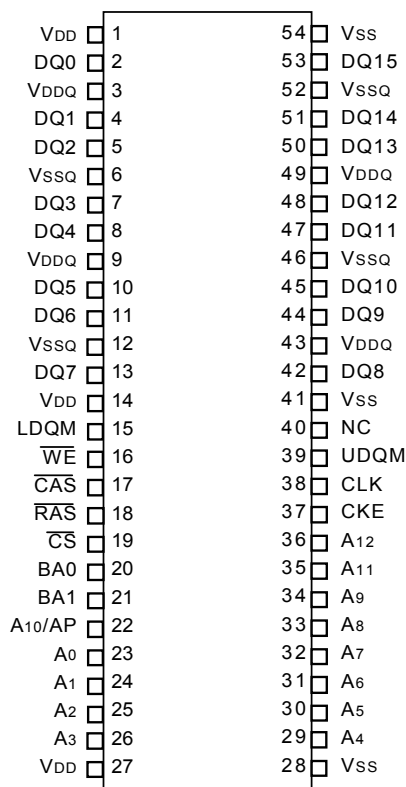 VDD 1 54 VSS
DQ0 2 53 DQ15
VDDQ 3 52 VSSQ
DQ1 4 51 DQ14
DQ2 5 50 DQ13
VSSQ 6 49 VDDQ
DQ3 7 48 DQ12
DQ4 8 47 DQ11
VDDQ 9 46 VSSQ
DQ5 10 45 DQ10
DQ6 11 44 DQ9
VSSQ 12 43 VDDQ
DQ7 13 42 DQ8
VDD 14 41 VSS
LDQM 15 40 NC
W̅E̅ 16 39 UDQM
C̅A̅S̅ 17 38 CLK
R̅A̅S̅ 18 37 CKE
C̅S̅ 19 36 A12
BA0 20 35 A11
BA1 21 34 A9
A10/AP 22 33 A8
A0 23 32 A7
A1 24 31 A6
A2 25 30 A5
A3 26 29 A4
VDD 27 28 VSS